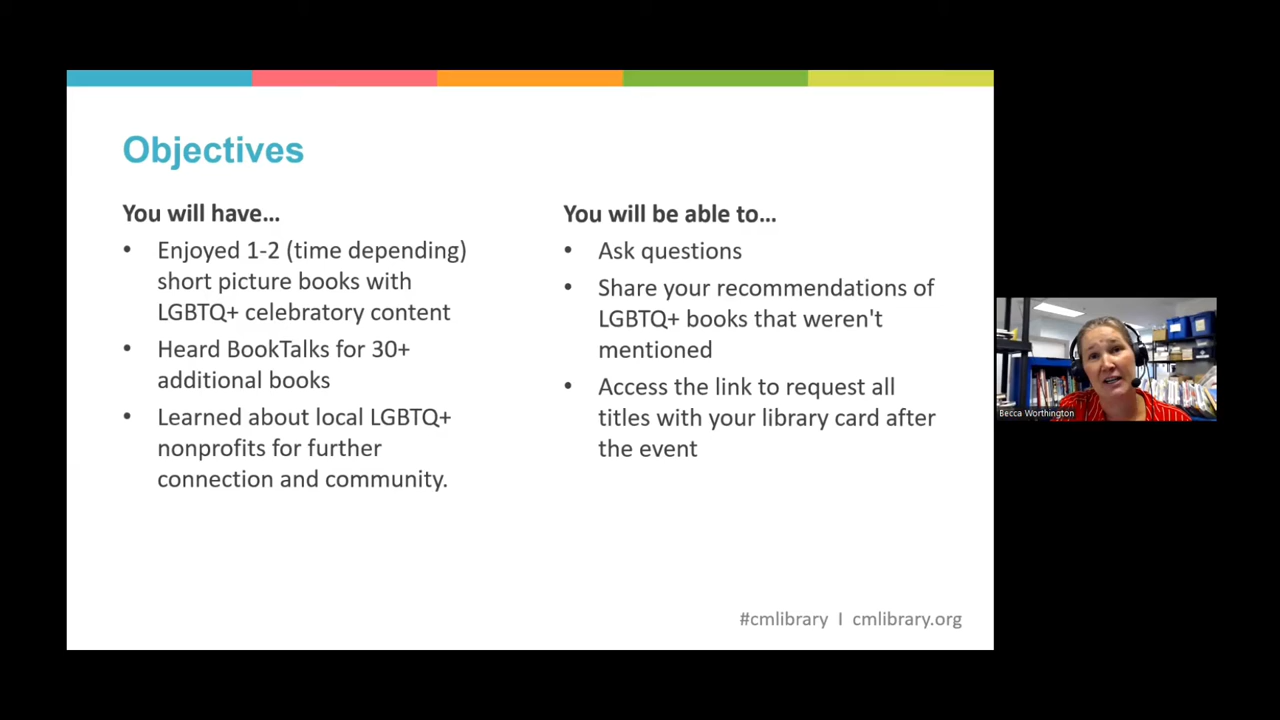 Objectives
You will have...
• Enjoyed 1-2 (time depending)
short picture books with
LGBTQ+ celebratory content
• Heard BookTalks for 30+
additional books
• Learned about local LGBTQ+
nonprofits for further
connection and community.
You will be able to...
• Ask questions
• Share your recommendations of
LGBTQ+ books that weren't
mentioned
• Access the link to request all
titles with your library card after
the event
#cmlibrary I cmlibrary.org
Becca Worthington